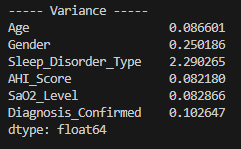 ----- Variance -----
Age 0.086601
Gender 0.250186
Sleep_Disorder_Type 2.290265
AHI_Score 0.082180
SaO2_Level 0.082866
Diagnosis_Confirmed 0.102647
dtype: float64